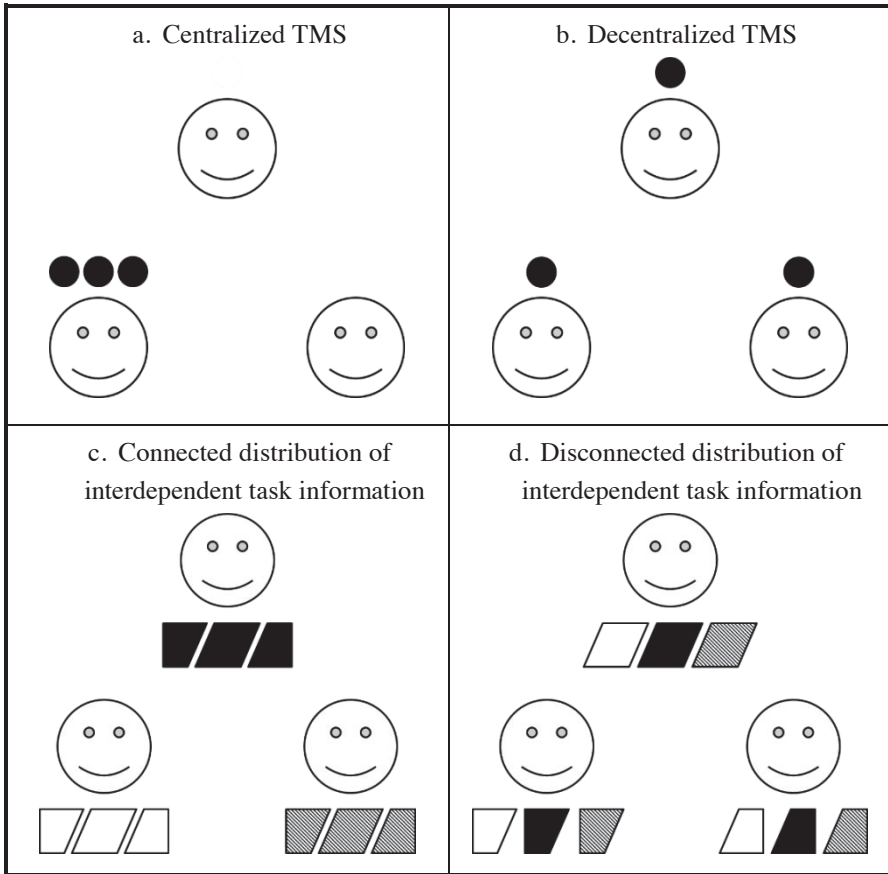 a. Centralized TMS
b. Decentralized TMS
c. Connected distribution of
interdependent task information
d. Disconnected distribution of
interdependent task information